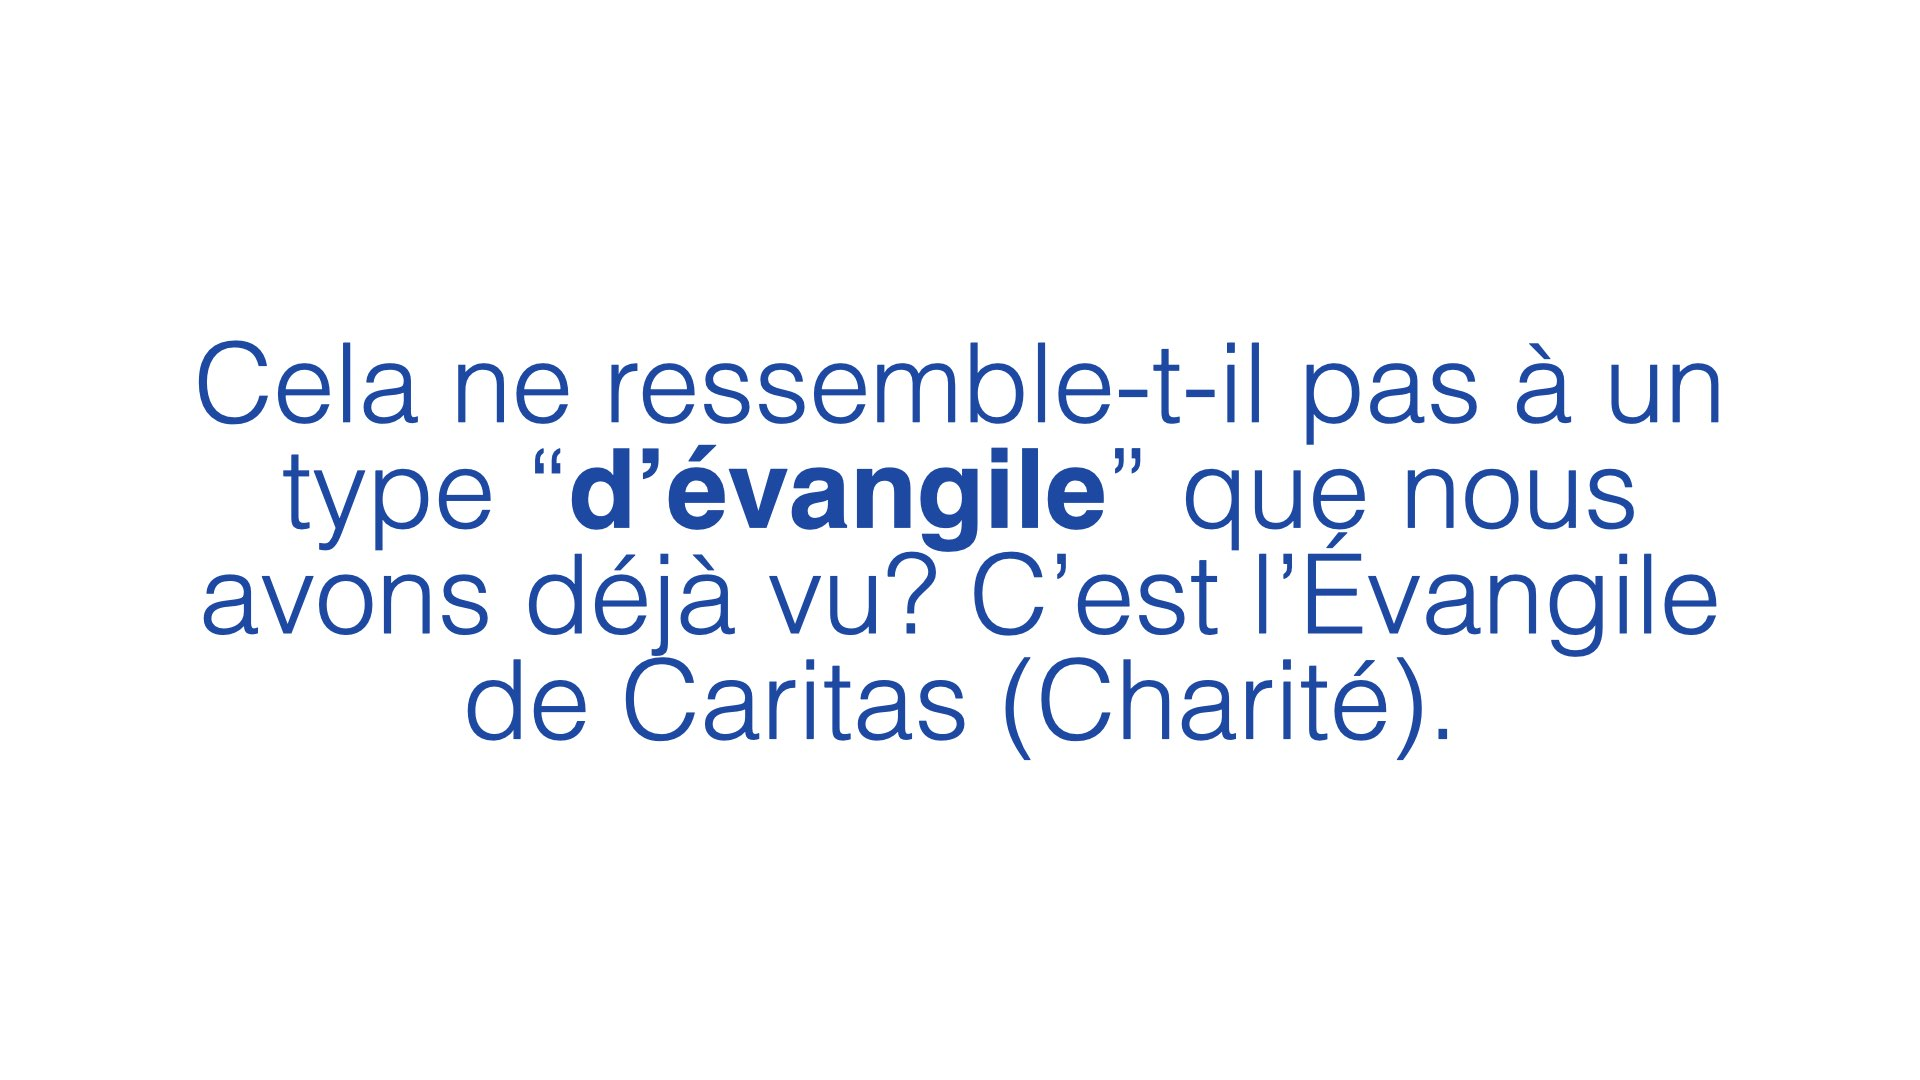 Cela ne ressemble-t-il pas à un
type “d’évangile” que nous
avons déjà vu? C’est l’Évangile
de Caritas (Charité).